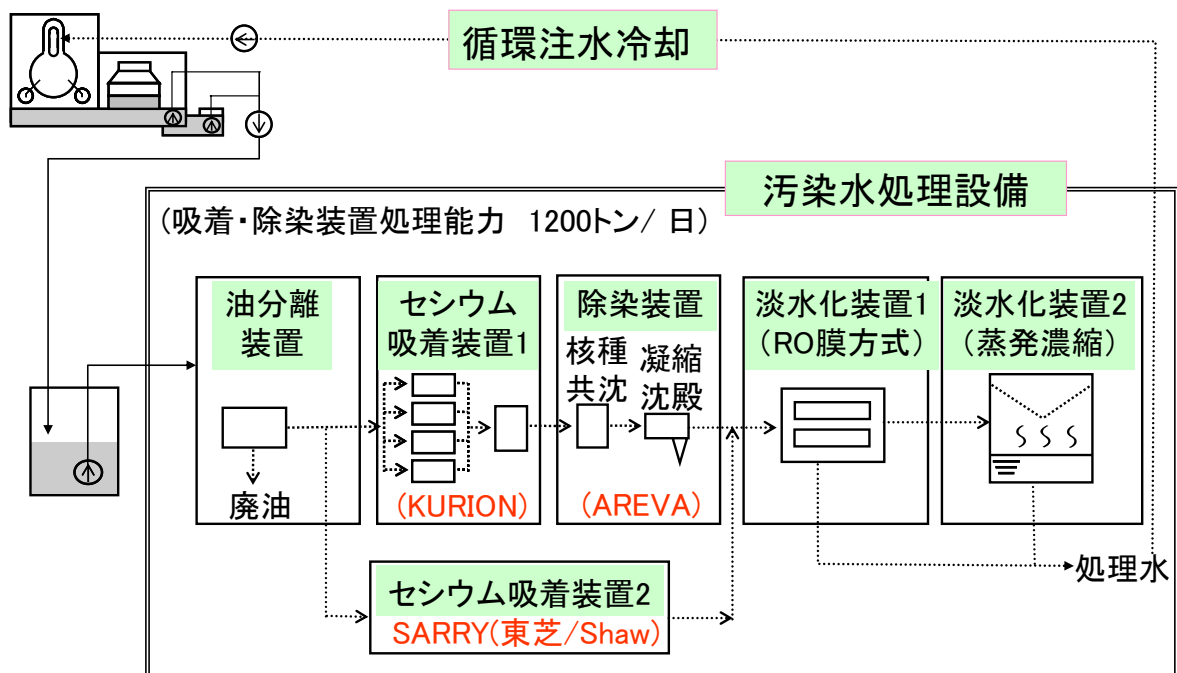 循環注水冷却
汚染水処理設備
(吸着・除染装置処理能力 1200トン/ 日)
油分離
装置
廃油
セシウム
吸着装置1
(KURION)
除染装置
核種
共沈
凝縮
沈殿
(AREVA)
淡水化装置1
(RO膜方式)
淡水化装置2
(蒸発濃縮)
処理水
セシウム吸着装置2
SARRY(東芝/Shaw)